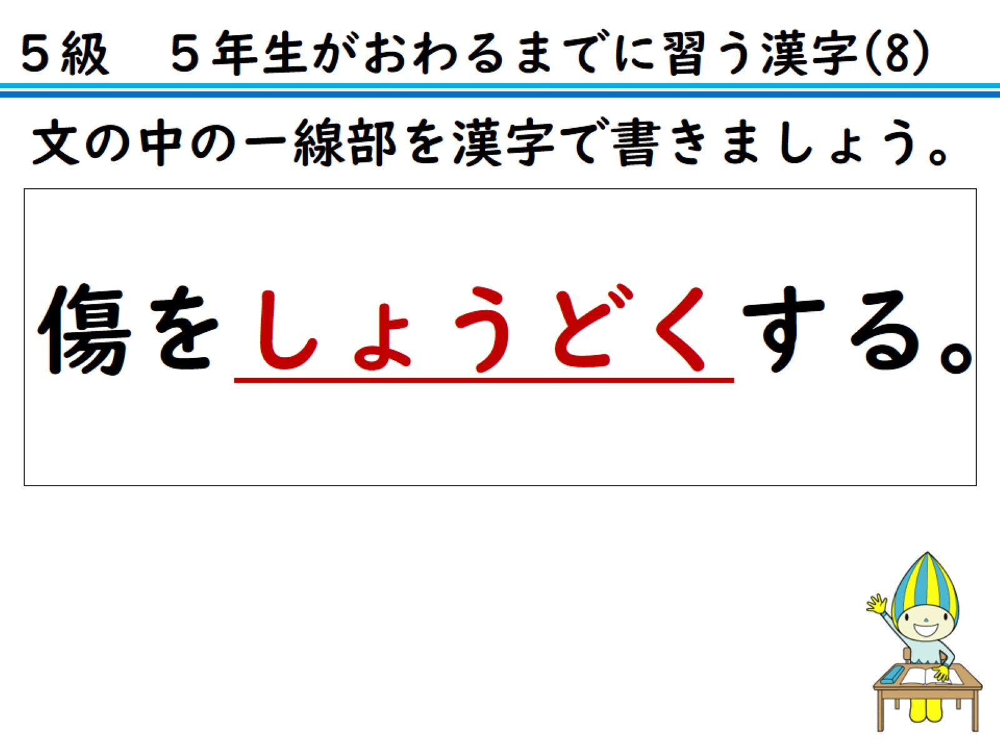 ５級　５年生がおわるまでに習う漢字(8)
文の中の一線部を漢字で書きましょう。
傷をしょうどくする。